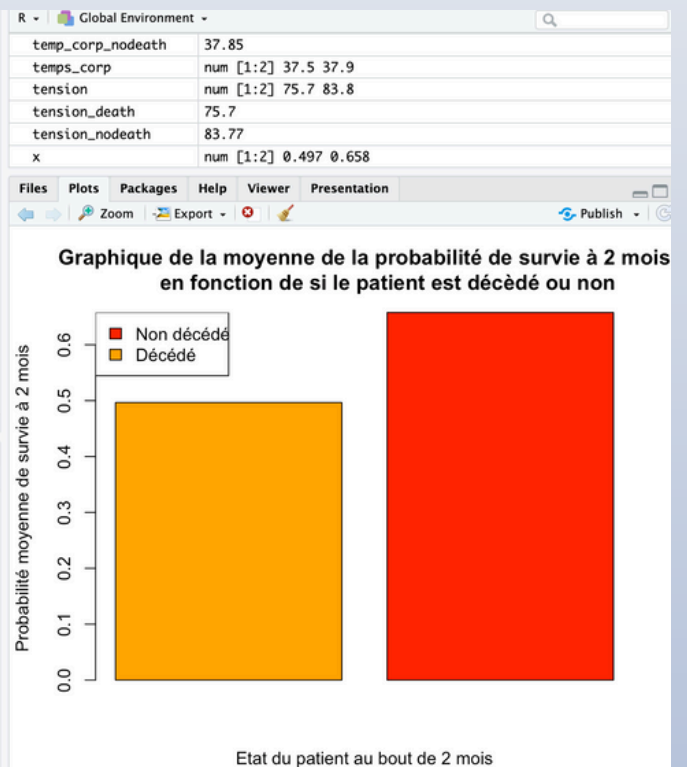 R Global Environment
temp_corp_nodeath 37.85
temps_corp num [1:2] 37.5 37.9
tension num [1:2] 75.7 83.8
tension_death 75.7
tension_nodeath 83.77
x num [1:2] 0.497 0.658
Files Plots Packages Help Viewer Presentation
Zoom Export Publish
Graphique de la moyenne de la probabilité de survie à 2 mois
en fonction de si le patient est décèdé ou non
Non décédé
Décédé
Probabilité moyenne de survie à 2 mois
0.6
0.5
0.4
0.3
0.2
0.1
0.0
Etat du patient au bout de 2 mois